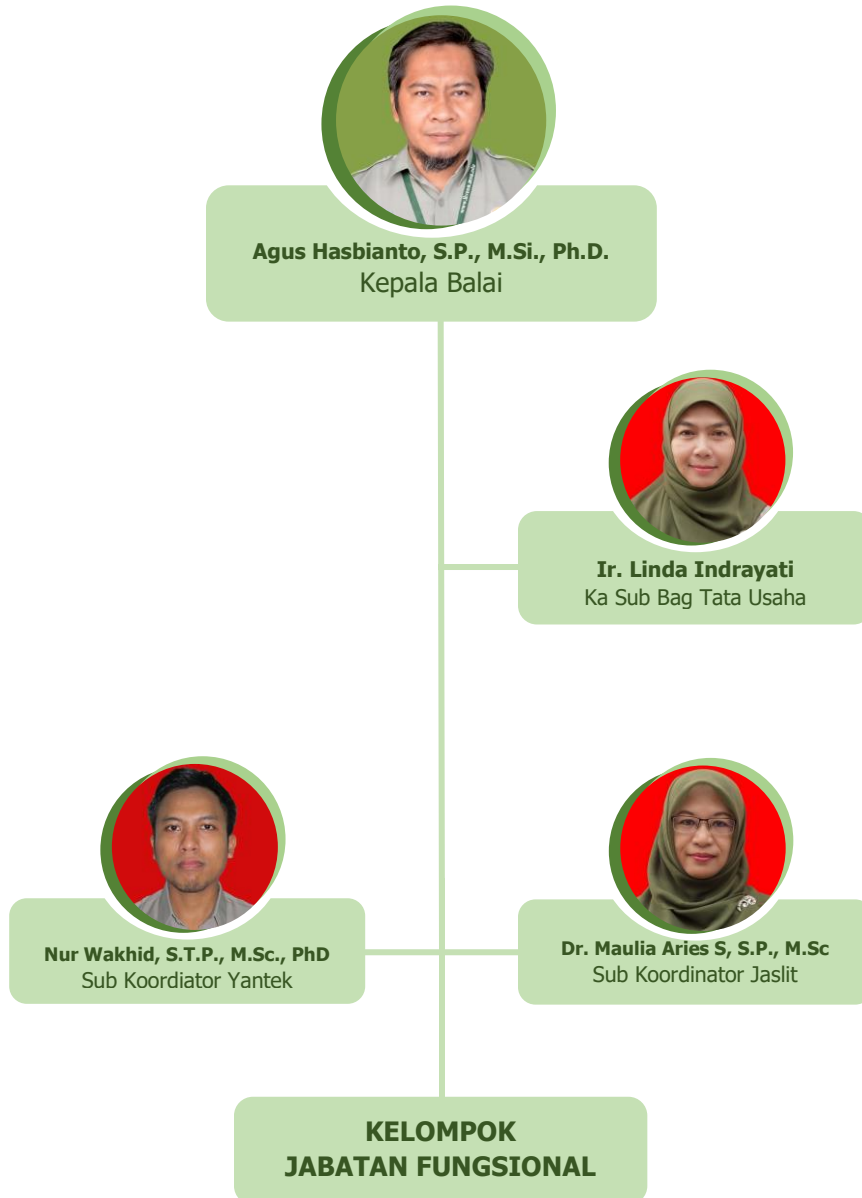 Agus Hasbianto, S.P., M.Si., Ph.D.
Kepala Balai
Ir. Linda Indrayati
Ka Sub Bag Tata Usaha
Nur Wakhid, S.T.P., M.Sc., PhD
Sub Koordiator Yantek
Dr. Maulia Aries S, S.P., M.Sc
Sub Koordinator Jaslit
KELOMPOK
JABATAN FUNGSIONAL